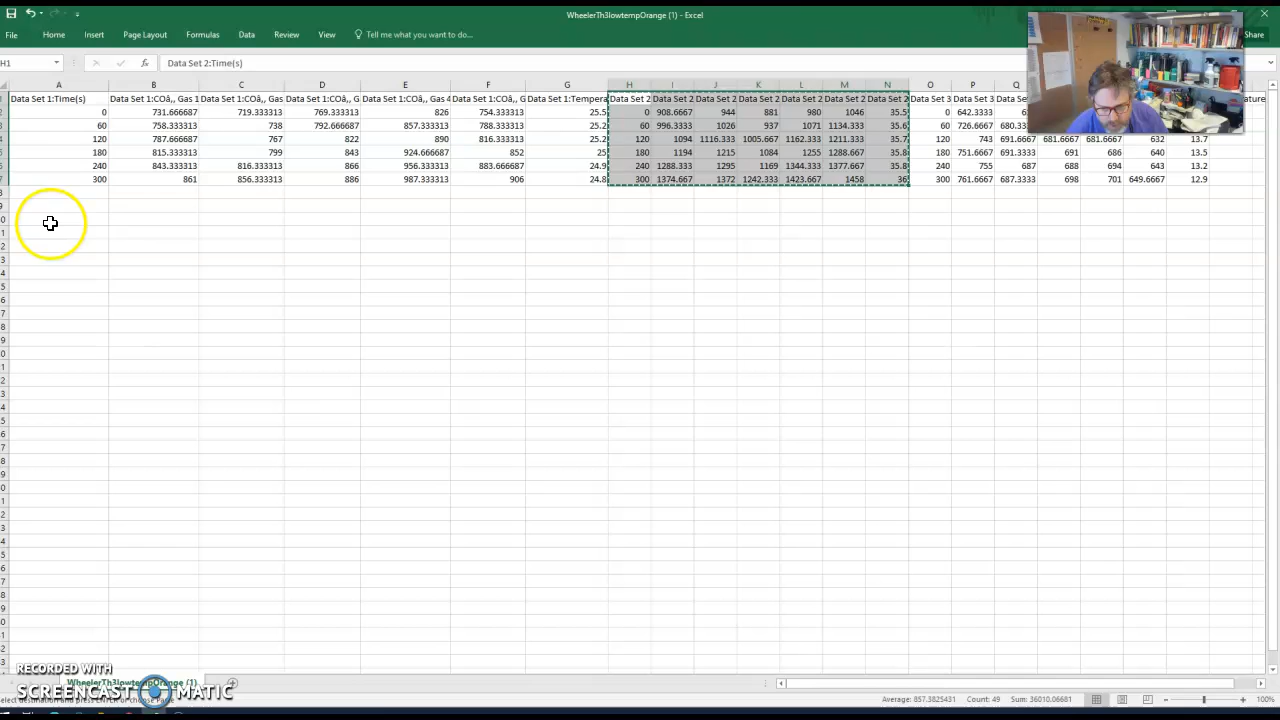 WheelerTh3lowtempOrange (1) - Excel
File Home Insert Page Layout Formulas Data Review View Tell me what you want to do... Share
H1 fx Data Set 2:Time(s)
A B C D E F G H I J K L M N O P Q
Data Set 1:Time(s) Data Set 1:COâ,, Gas 1 Data Set 1:COâ,, Gas Data Set 1:COâ,, G Data Set 1:COâ,, Gas 4 Data Set 1:COâ,, G Data Set 1:Tempera Data Set 2 Data Set 2 Data Set 2 Data Set 2 Data Set 2 Data Set 2 Data Set 2 Data Set 3 Data Set 3 Data Set ature
0 731.666687 719.333313 769.333313 826 754.333313 25.5 0 908.6667 944 881 980 1046 35.5 0 642.3333
60 758.333313 738 792.666687 857.333313 788.333313 25.2 60 996.3333 1026 937 1071 1134.333 35.6 60 726.6667
120 787.666687 767 822 890 816.333313 25.2 120 1094 1116.333 1005.667 1162.333 1211.333 35.7 120 743 691.6667 681.6667 681.6667 632 13.7
180 815.333313 799 843 924.666687 852 25 180 1194 1215 1084 1255 1288.667 35.8 180 751.6667 691.3333 691 686 640 13.5
240 843.333313 816.333313 866 956.333313 883.666687 24.9 240 1288.333 1295 1169 1344.333 1377.667 35.8 240 755 687 688 694 643 13.2
300 861 856.333313 886 987.333313 906 24.8 300 1374.667 1372 1242.333 1423.667 1458 36 300 761.6667 687.3333 698 701 649.6667 12.9
RECORDED WITH
WheelerTh3lowtempOrange (1)
SCREENCAST MATIC
Average: 857.3825431 Count: 49 Sum: 36010.06681 100%